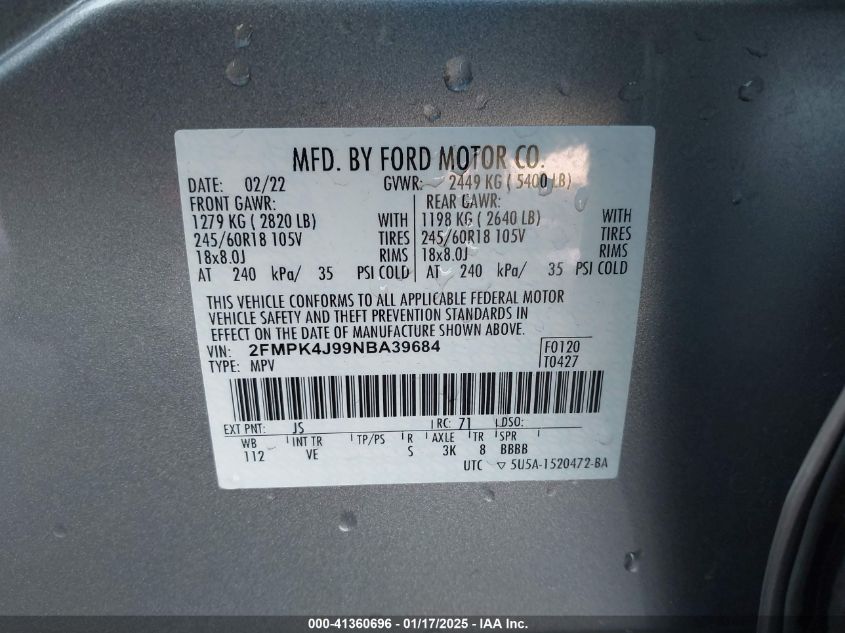 MFD. BY FORD MOTOR CO.
DATE: 02/22 GVWR: 2449 KG ( 5400 LB)
FRONT GAWR: REAR GAWR:
1279 KG ( 2820 LB) WITH 1198 KG ( 2640 LB) WITH
245/60R18 105V TIRES 245/60R18 105V TIRES
18x8.0J RIMS 18x8.0J RIMS
AT 240 kPa/ 35 PSI COLD AT 240 kPa/ 35 PSI COLD
THIS VEHICLE CONFORMS TO ALL APPLICABLE FEDERAL MOTOR
VEHICLE SAFETY AND THEFT PREVENTION STANDARDS IN
EFFECT ON THE DATE OF MANUFACTURE SHOWN ABOVE.
VIN: 2FMPK4J99NBA39684 F0120
TYPE: MPV T0427
EXT PNT: JS RC: 71 DSO:
WB INT TR TP/PS R AXLE TR SPR
112 VE S 3K 8 BBBB
UTC ▽ 5U5A-1520472-BA
000-41360696 - 01/17/2025 - IAA Inc.